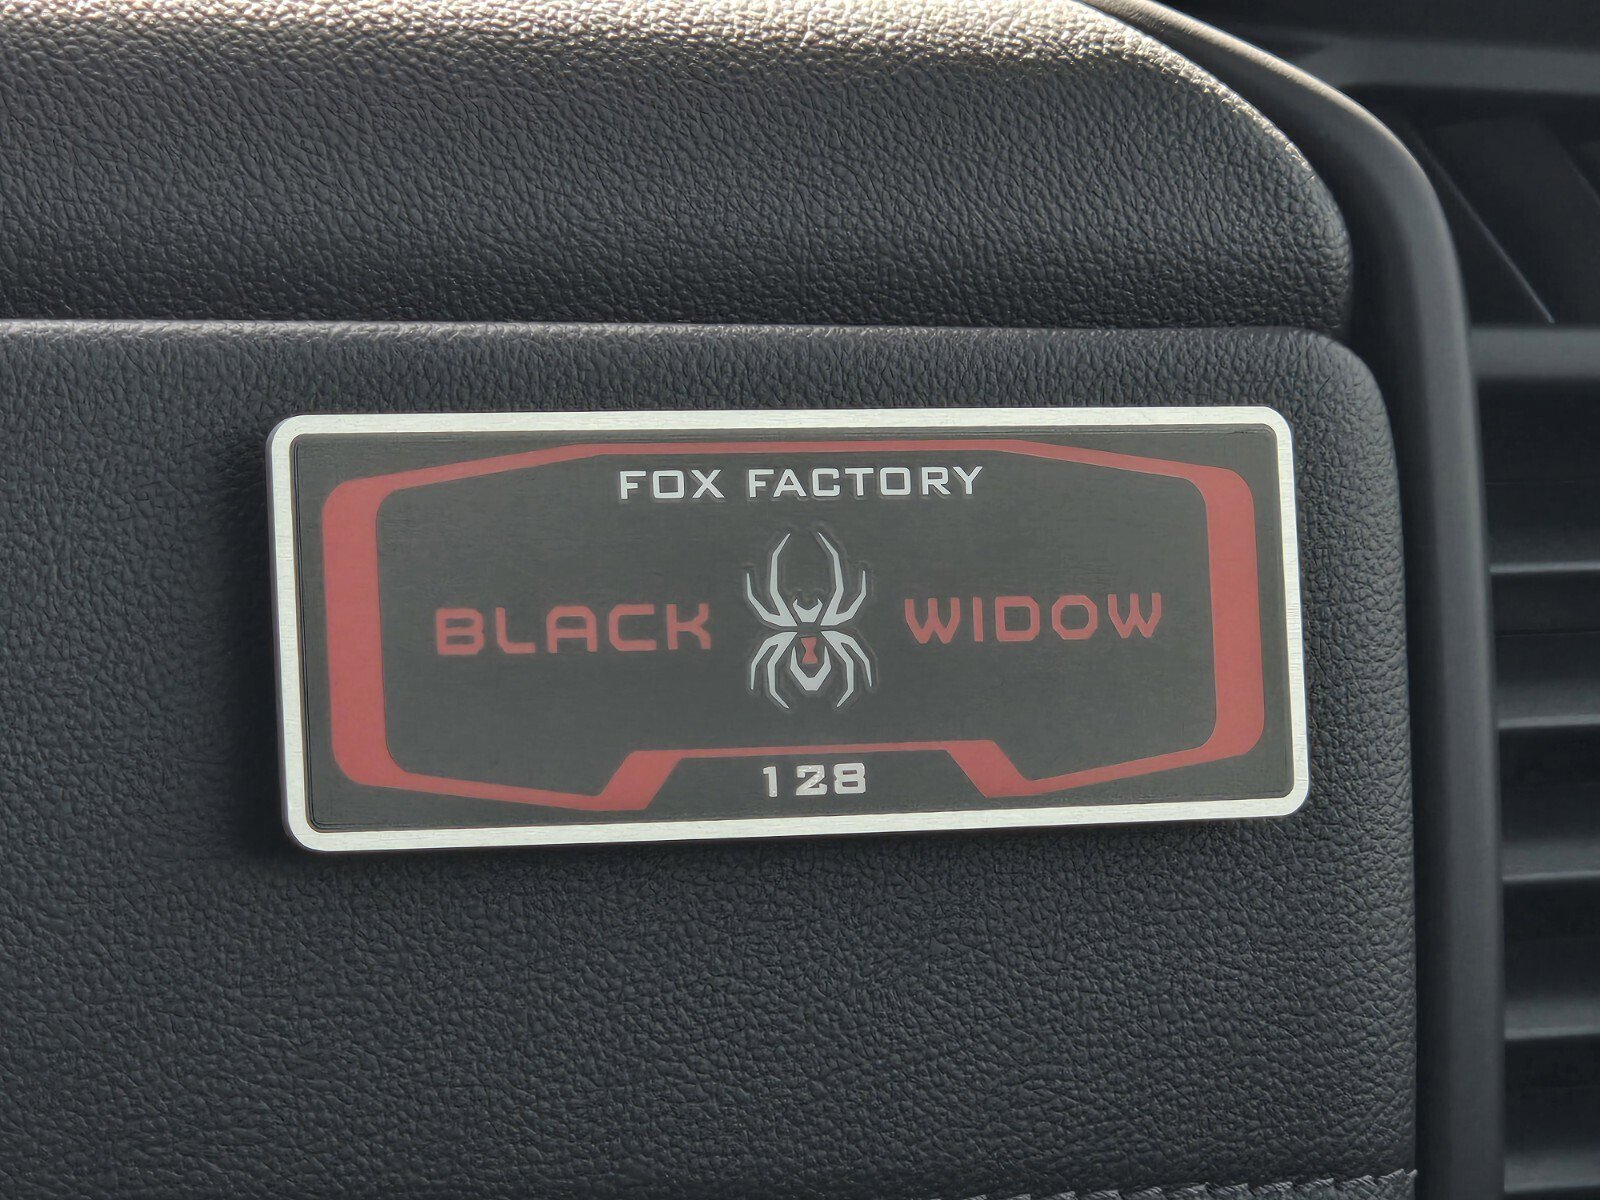 FOX FACTORY
BLACK WIDOW
128